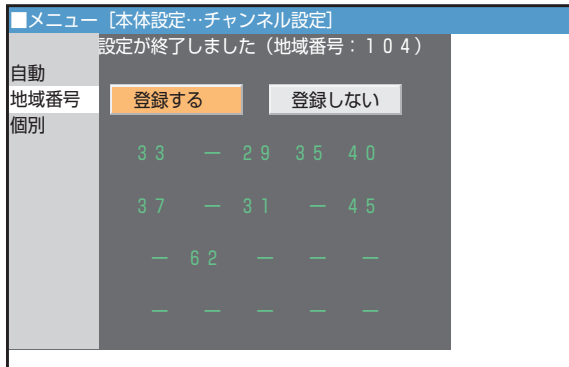 ■メニュー [本体設定…チャンネル設定]
設定が終了しました(地域番号:104)
自動
地域番号
個別
登録する 登録しない
33 — 29 35 40
37 — 31 — 45
— 62 — — —
— — — — —